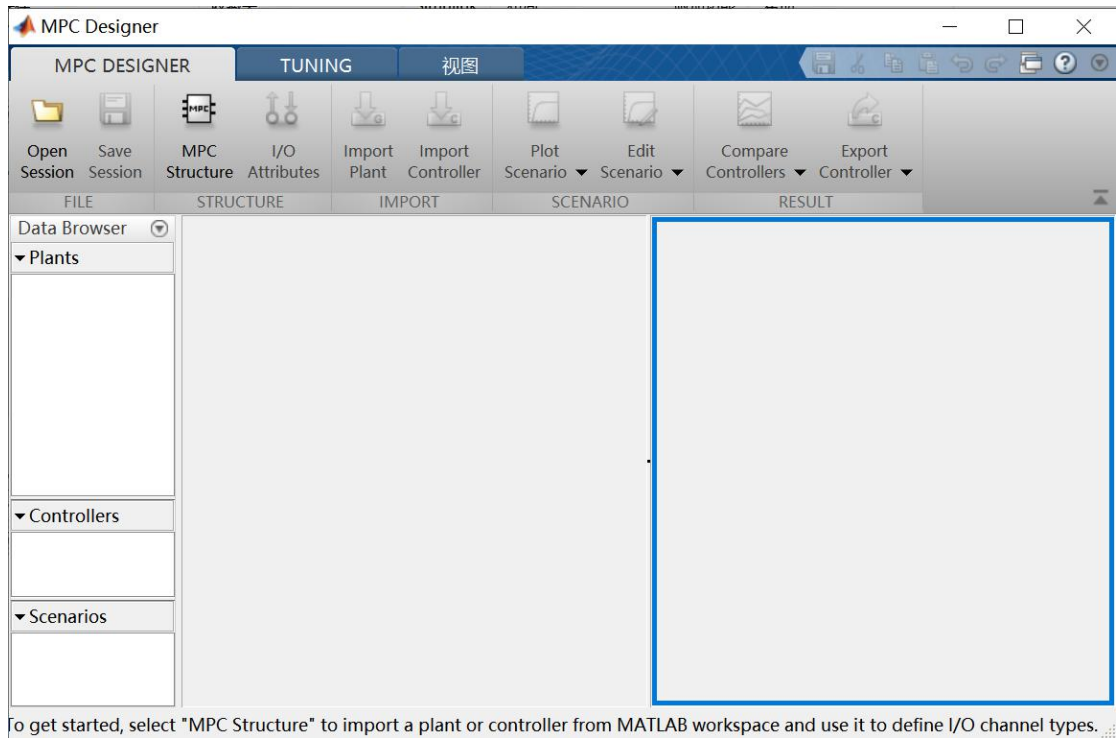 MPC Designer
MPC DESIGNER TUNING 视图
MPC
G
C
C
Open Session
Save Session
MPC Structure
I/O Attributes
Import Plant
Import Controller
Plot Scenario
Edit Scenario
Compare Controllers
Export Controller
FILE STRUCTURE IMPORT SCENARIO RESULT
Data Browser
Plants
Controllers
Scenarios
To get started, select "MPC Structure" to import a plant or controller from MATLAB workspace and use it to define I/O channel types.